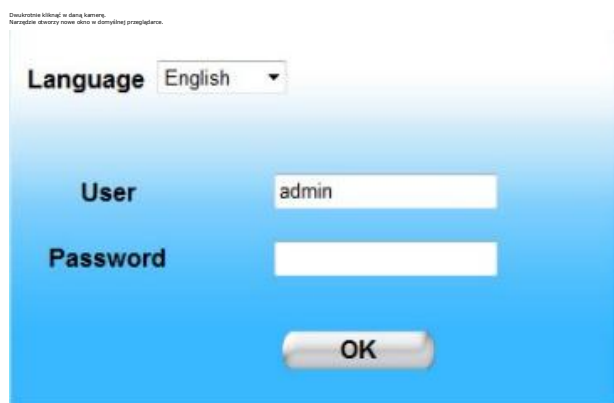 Dwukrotnie kliknąć w daną kamerę.
Narzędzie otworzy nowe okno w domyślnej przeglądarce.
Language English
User admin
Password
OK